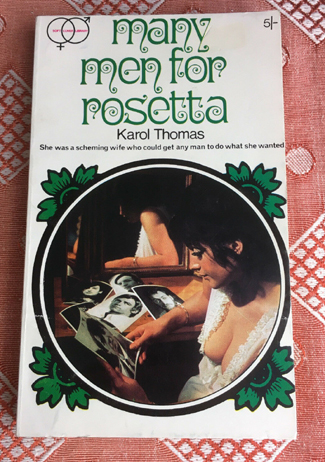 5/-
many
men for
rosetta
Karol Thomas
She was a scheming wife who could get any man to do what she wanted